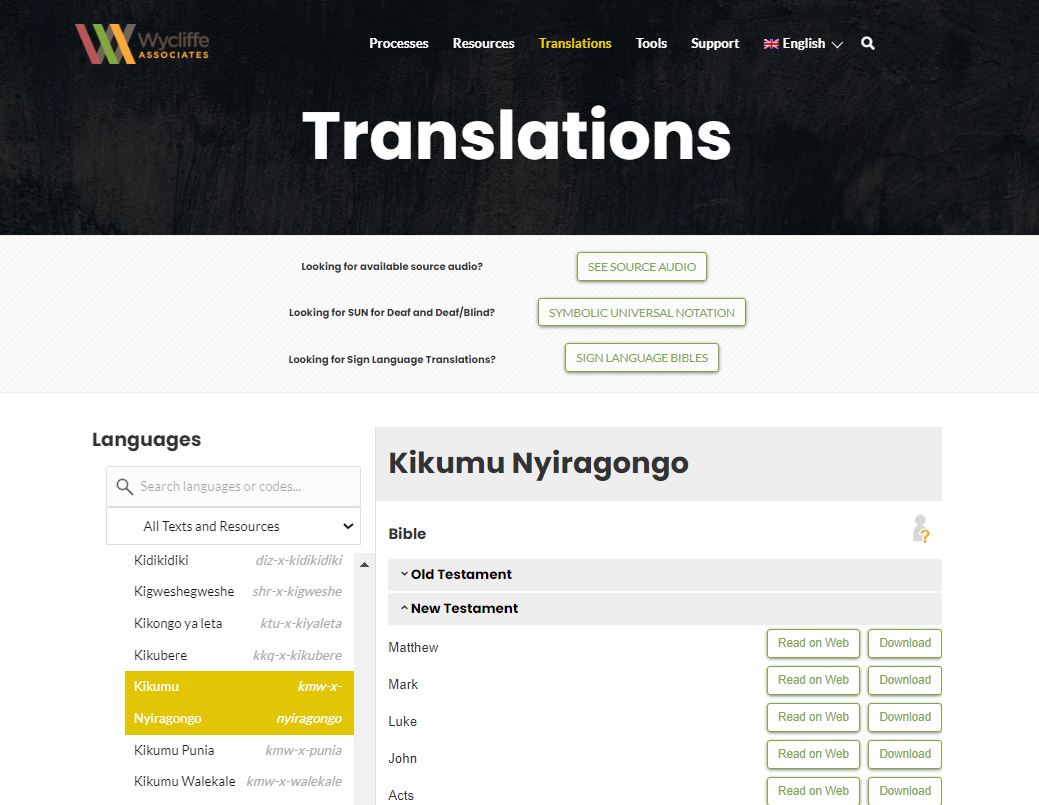 Wycliffe
ASSOCIATES
Processes Resources Translations Tools Support English
Translations
Looking for available source audio? SEE SOURCE AUDIO
Looking for SUN for Deaf and Deaf/Blind? SYMBOLIC UNIVERSAL NOTATION
Looking for Sign Language Translations? SIGN LANGUAGE BIBLES
Languages
Search languages or codes...
All Texts and Resources
Kidikidiki diz-x-kidikidiki
Kigweshegweshe shr-x-kigweshe
Kikongo ya leta ktu-x-kiyaleta
Kikubere kkq-x-kikubere
Kikumu kmw-x-
Nyiragongo nyiragongo
Kikumu Punia kmw-x-punia
Kikumu Walekale kmw-x-walekale
Kikumu Nyiragongo
Bible
?
Old Testament
New Testament
Matthew Read on Web Download
Mark Read on Web Download
Luke Read on Web Download
John Read on Web Download
Acts Read on Web Download